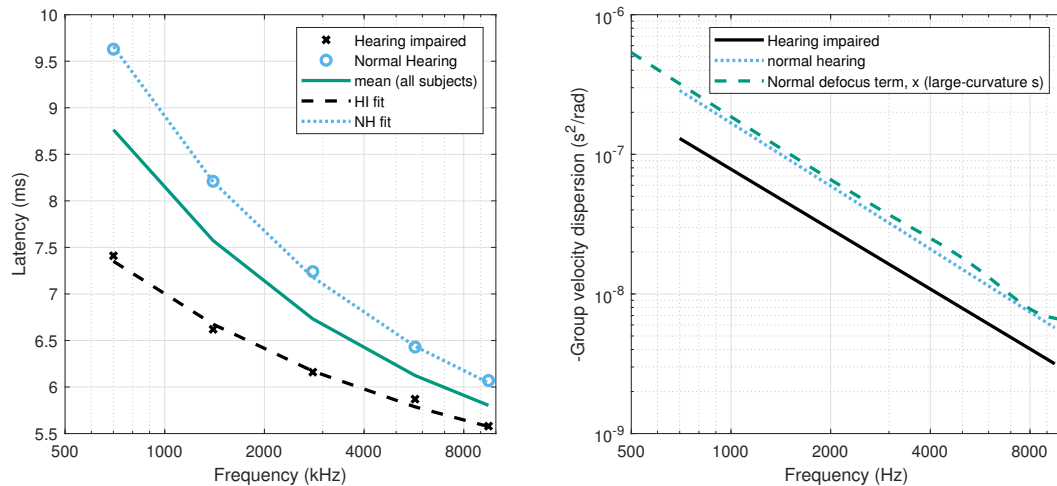 10
9.5
9
8.5
8
7.5
7
6.5
6
5.5
500 1000 2000 4000 8000
Frequency (kHz)
Latency (ms)
Hearing impaired
Normal Hearing
mean (all subjects)
HI fit
NH fit
10-6
10-7
10-8
10-9
500 1000 2000 4000 8000
Frequency (Hz)
-Group velocity dispersion (s2/rad)
Hearing impaired
normal hearing
Normal defocus term, x (large-curvature s)